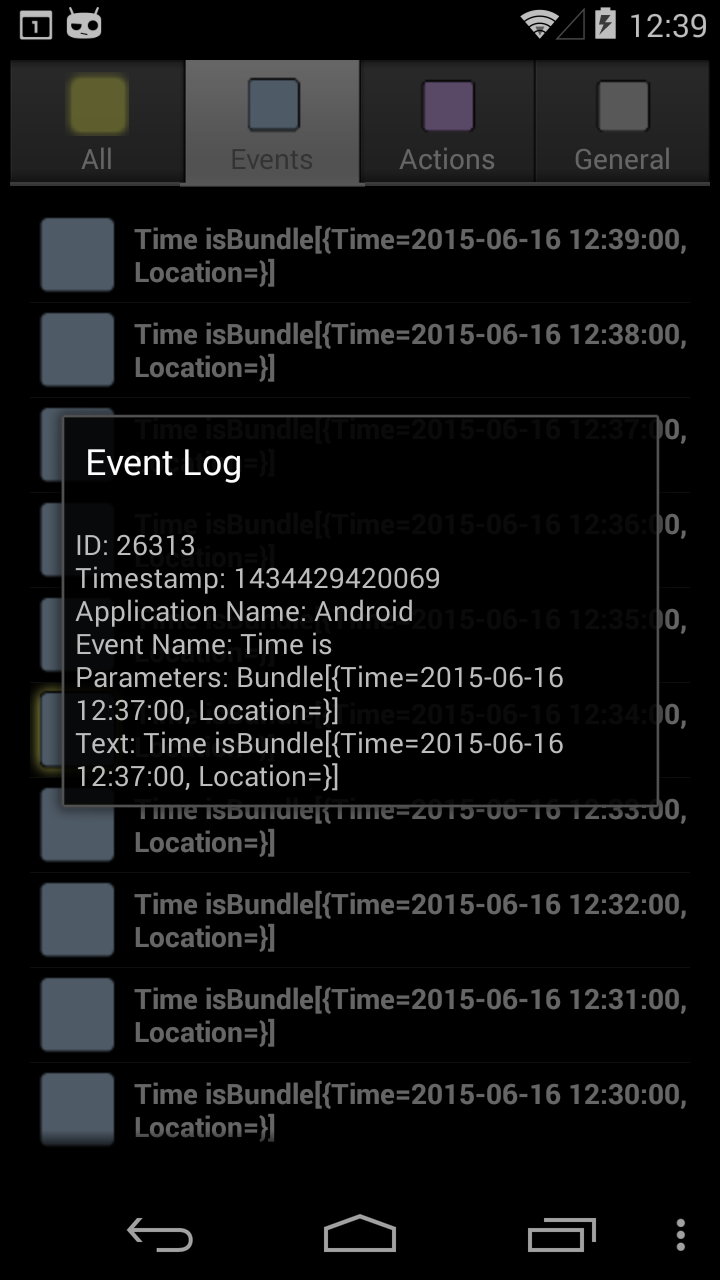 1 12:39
All Events Actions General
Time isBundle[{Time=2015-06-16 12:39:00,
Location=}]
Time isBundle[{Time=2015-06-16 12:38:00,
Location=}]
Time isBundle[{Time=2015-06-16 12:37:00,
Location=}]
Event Log
Time isBundle[{Time=2015-06-16 12:36:00,
Location=}]
ID: 26313
Timestamp: 1434429420069
Application Name: Android
Event Name: Time is
Parameters: Bundle[{Time=2015-06-16
12:37:00, Location=}]
Text: Time isBundle[{Time=2015-06-16
12:37:00, Location=}]
Time isBundle[{Time=2015-06-16 12:35:00,
Location=}]
12:34:00,
Time isBundle[{Time=2015-06-16 12:33:00,
Location=}]
Time isBundle[{Time=2015-06-16 12:32:00,
Location=}]
Time isBundle[{Time=2015-06-16 12:31:00,
Location=}]
Time isBundle[{Time=2015-06-16 12:30:00,
Location=}]